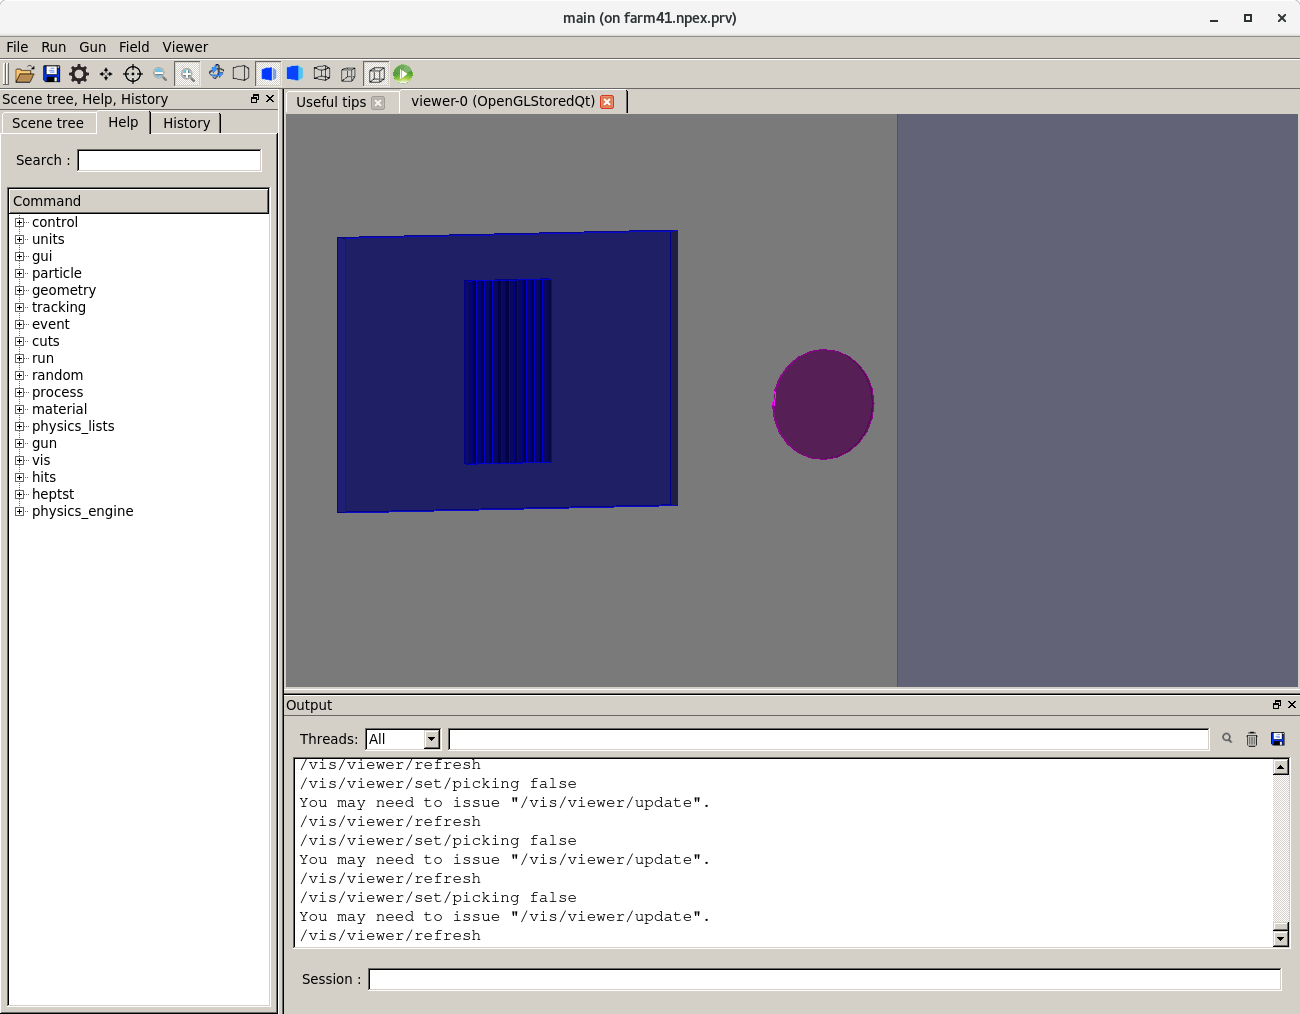 main (on farm41.npex.prv)
File Run Gun Field Viewer
Scene tree, Help, History
Scene tree Help History
Search :
Command
control
units
gui
particle
geometry
tracking
event
cuts
run
random
process
material
physics_lists
gun
vis
hits
heptst
physics_engine
Useful tips viewer-0 (OpenGLStoredQt)
Output
Threads: All
/vis/viewer/refresh
/vis/viewer/set/picking false
You may need to issue "/vis/viewer/update".
/vis/viewer/refresh
/vis/viewer/set/picking false
You may need to issue "/vis/viewer/update".
/vis/viewer/refresh
/vis/viewer/set/picking false
You may need to issue "/vis/viewer/update".
/vis/viewer/refresh
Session :